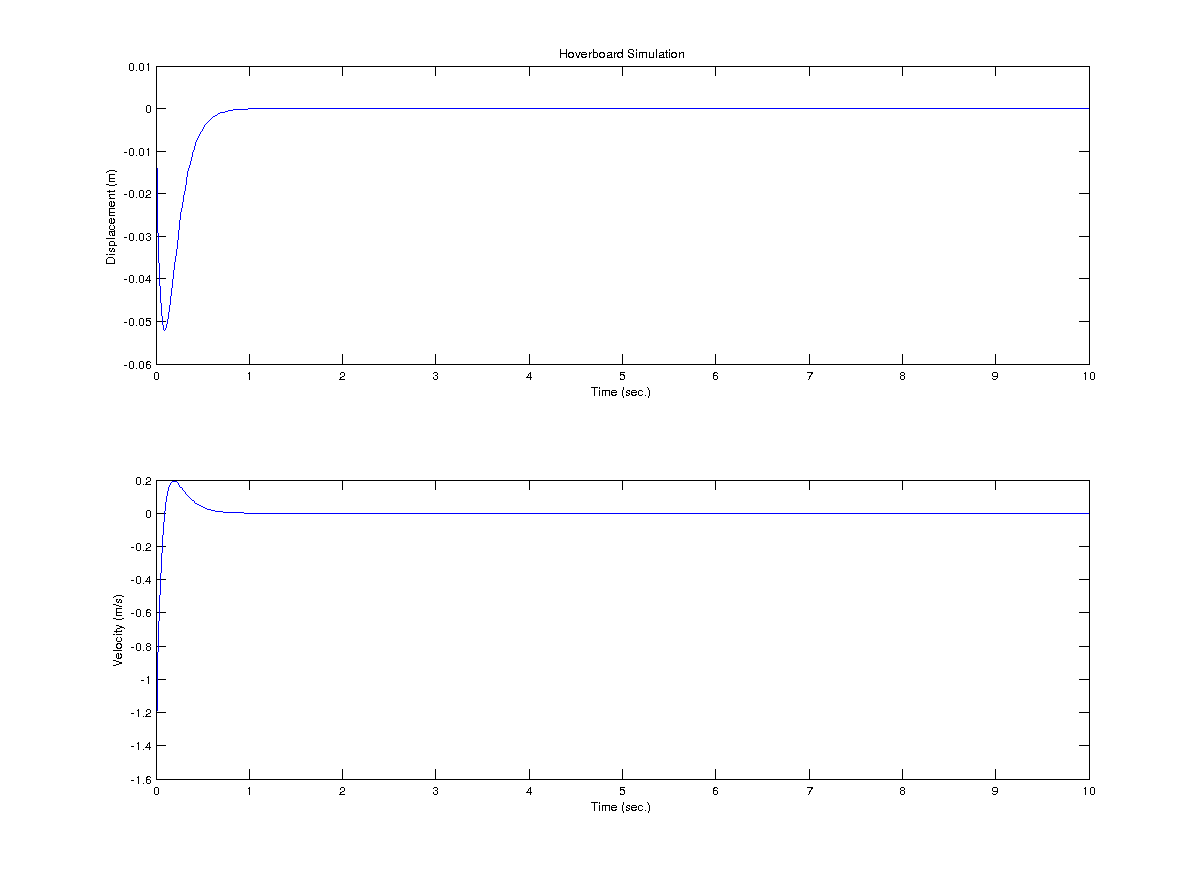 Hoverboard Simulation
0.01
0
-0.01
-0.02
-0.03
-0.04
-0.05
-0.06
Displacement (m)
0 1 2 3 4 5 6 7 8 9 10
Time (sec.)
0.2
0
-0.2
-0.4
-0.6
-0.8
-1
-1.2
-1.4
-1.6
Velocity (m/s)
0 1 2 3 4 5 6 7 8 9 10
Time (sec.)